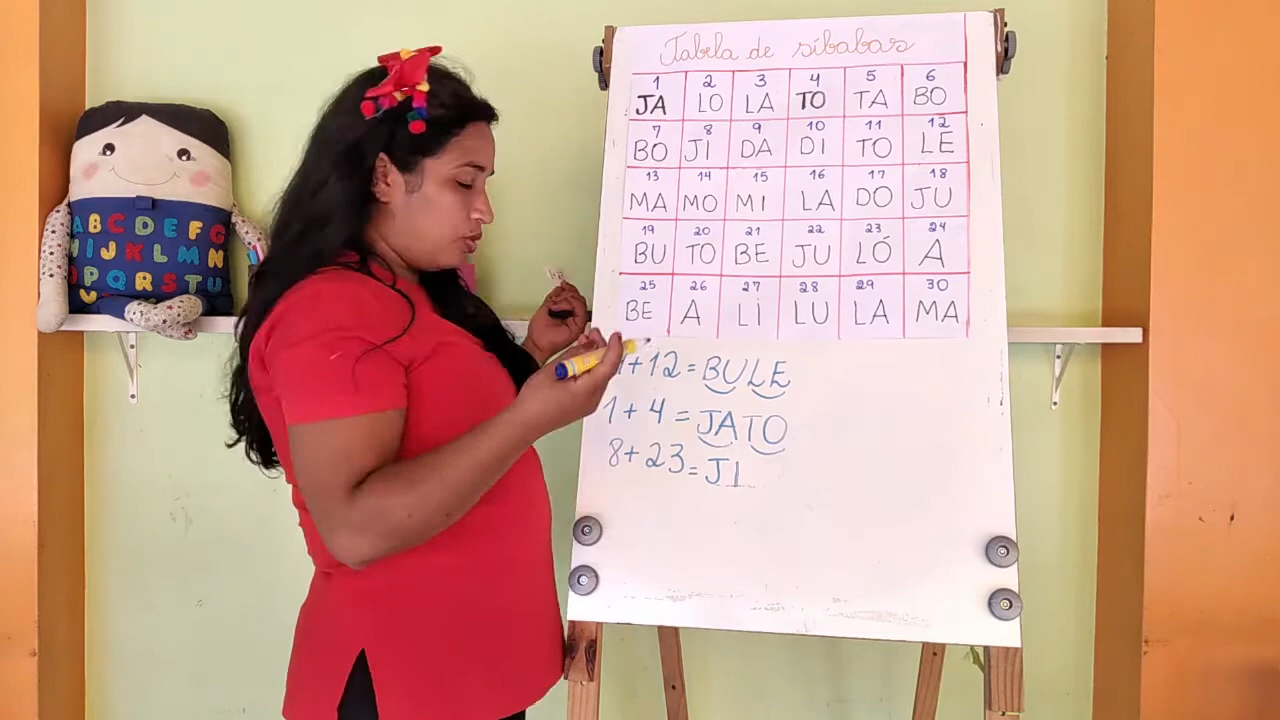 Tabela de síbabas
1 2 3 4 5 6
JA LO LA TO TA BO
7 8 9 10 11 12
BO JI DA DI TO LE
13 14 15 16 17 18
MA MO MI LA DO JU
19 20 21 22 23 24
BU TO BE JU LÓ A
25 26 27 28 29 30
BE A LI LU LA MA
+12=BULE
1+4=JATO
8+23=JI
ABCDEFG
HIJKLMN
OPQRSTU
V